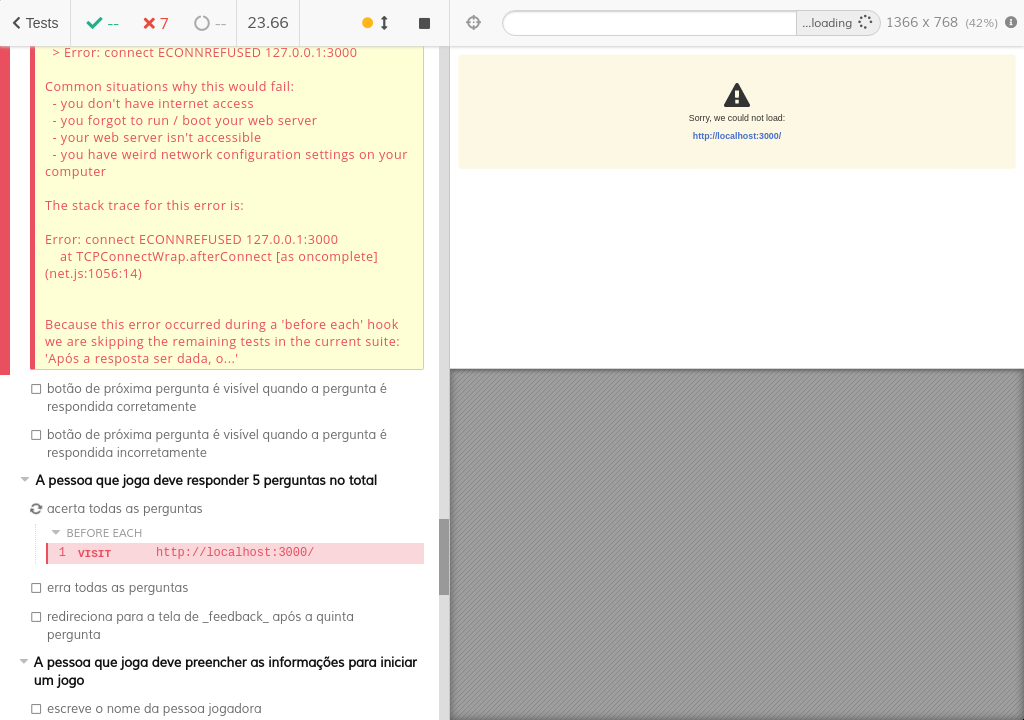 Tests
--
7
--
23.66
...loading
1366 x 768 (42%)
> Error: connect ECONNREFUSED 127.0.0.1:3000
Common situations why this would fail:
- you don't have internet access
- you forgot to run / boot your web server
- your web server isn't accessible
- you have weird network configuration settings on your
computer
The stack trace for this error is:
Error: connect ECONNREFUSED 127.0.0.1:3000
at TCPConnectWrap.afterConnect [as oncomplete]
(net.js:1056:14)
Because this error occurred during a 'before each' hook
we are skipping the remaining tests in the current suite:
'Após a resposta ser dada, o...'
botão de próxima pergunta é visível quando a pergunta é
respondida corretamente
botão de próxima pergunta é visível quando a pergunta é
respondida incorretamente
A pessoa que joga deve responder 5 perguntas no total
acerta todas as perguntas
BEFORE EACH
1 VISIT http://localhost:3000/
erra todas as perguntas
redireciona para a tela de _feedback_ após a quinta
pergunta
A pessoa que joga deve preencher as informações para iniciar
um jogo
escreve o nome da pessoa jogadora
Sorry, we could not load:
http://localhost:3000/